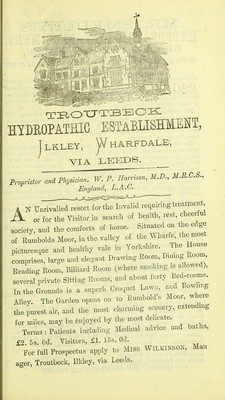 TROUTBECK
HYDROPATHIC ESTABLISHMENT,
ILKLEY, WHARFDALE,
VIA LEEDS.
Proprietor and Physician. W. P. Harrison, M.D., M.R.C.S.,
England, L.A.C.
AN Unrivalled resort for the Invalid requiring treatment,
or for the Visitor in search of health, rest, cheerful
society, and the comforts of home. Situated on the edge
of Rumbolds Moor, in the valley of the Wharfe, the most
picturesque and healthy vale in Yorkshire. The House
comprises, large and elegant Drawing Room, Dining Room,
Reading Room, Billiard Room (where smoking is allowed),
several private Sitting Rooms, and about forty Bed-rooms.
In the Grounds is a superb Croquet Lawn, and Bowling
Alley. The Garden opens on to Rumbold's Moor, where
the purest air, and the most charming scenery, extending
for miles, may be enjoyed by the most delicate.
Terms: Patients including Medical advice and baths,
£2. 5s. 0d. Visitors, £1. 15s. 0d.
For full Prospectus apply to MISS WILKINSON, Man
ager, Troutbeck, Ilkley, via Leeds.